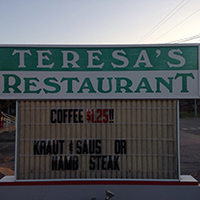 TERESA'S
RESTAURANT
COFFEE $1.25!!
KRAUT & SAUS OR
HAMB STEAK